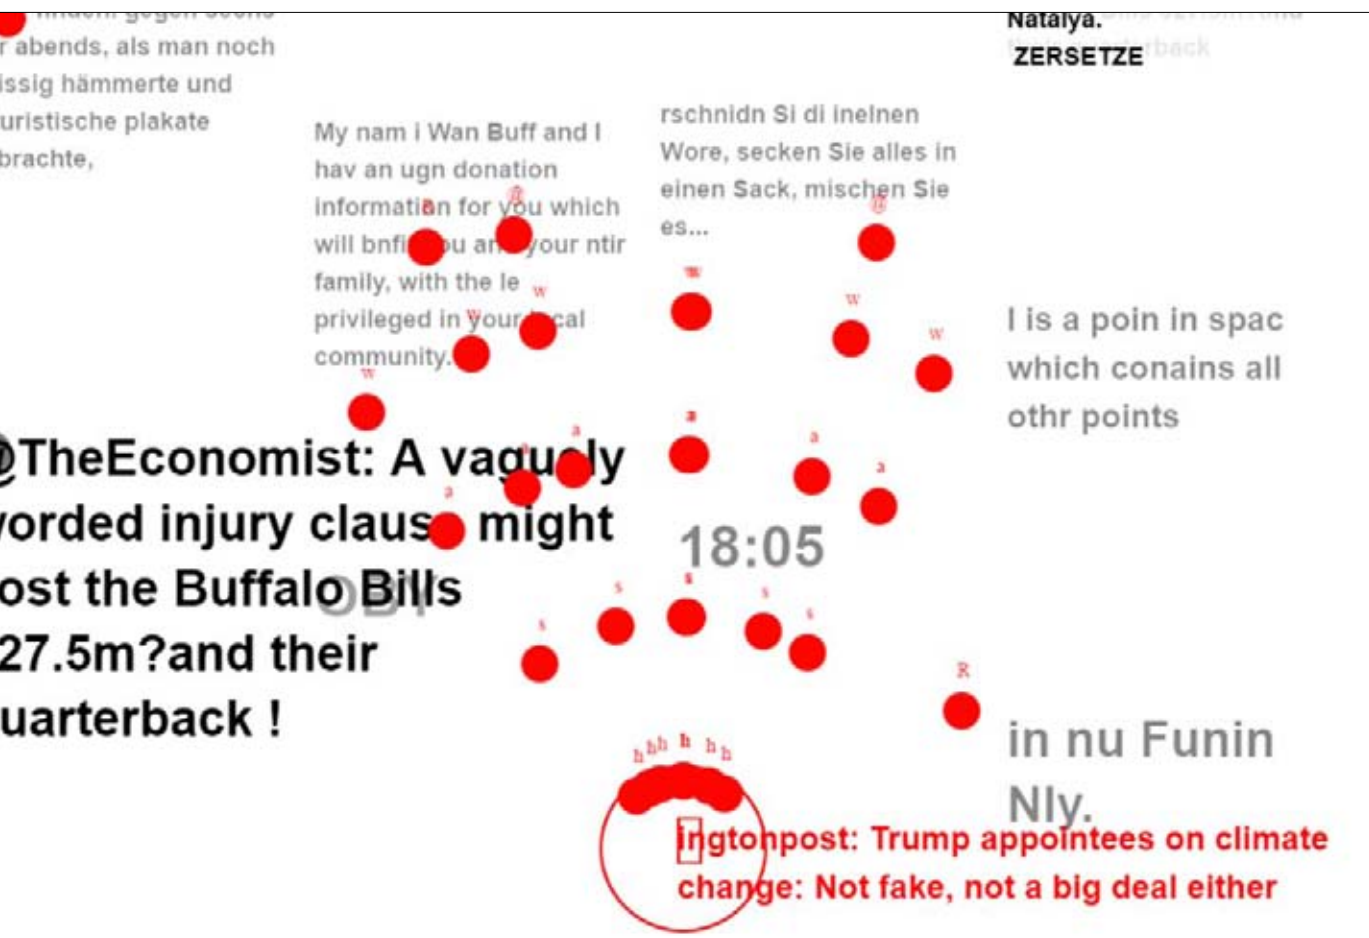 r abends, als man noch
issig hämmerte und
uristische plakate
brachte,
My nam i Wan Buff and I
hav an ugn donation
information for you which
will bnfi ou an your ntir
family, with the le
privileged in your local
community.
rschnidn Si di inelnen
Wore, secken Sie alles in
einen Sack, mischen Sie
es...
Natalya.
ZERSETZE
I is a poin in spac
which conains all
othr points
@TheEconomist: A vaguely
worded injury claus might
ost the Buffalo Bills
27.5m?and their
uarterback !
OBY
18:05
@
@
w
w
w
w
w
w
a
a
a
a
a
s
s
s
s
s
R
h
h
h
h
h
h
in nu Funin
Nly.
ingtonpost: Trump appointees on climate
change: Not fake, not a big deal either